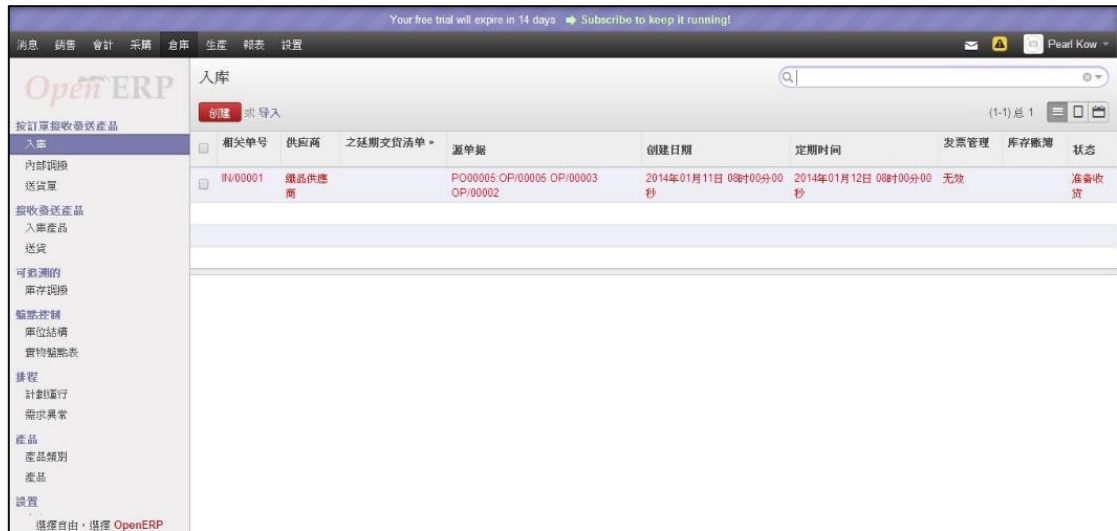 Your free trial will expire in 14 days Subscribe to keep it running!
消息 銷售 會計 采購 倉庫 生產 報表 設置 Pearl Kow
OpenERP
入库
创建 或 导入
(1-1) 总 1
按訂單接收發送產品
入庫
內部調撥
送貨單
接收發送產品
入庫產品
送貨
可追溯的
庫存調撥
盤點控制
庫位結構
實物盤點表
排程
計劃運行
需求異常
產品
產品類別
產品
設置
選擇自由，選擇 OpenERP
相关单号 供应商 之延期交货清单。 源单据 创建日期 定期时间 发票管理 库存账簿 状态
IN/00001 鐵品供應商 PO00005:OP/00005 OP/00003 2014年01月11日 08时00分00 2014年01月12日 08时00分00 无效 准备收
OP/00002 秒 秒 货